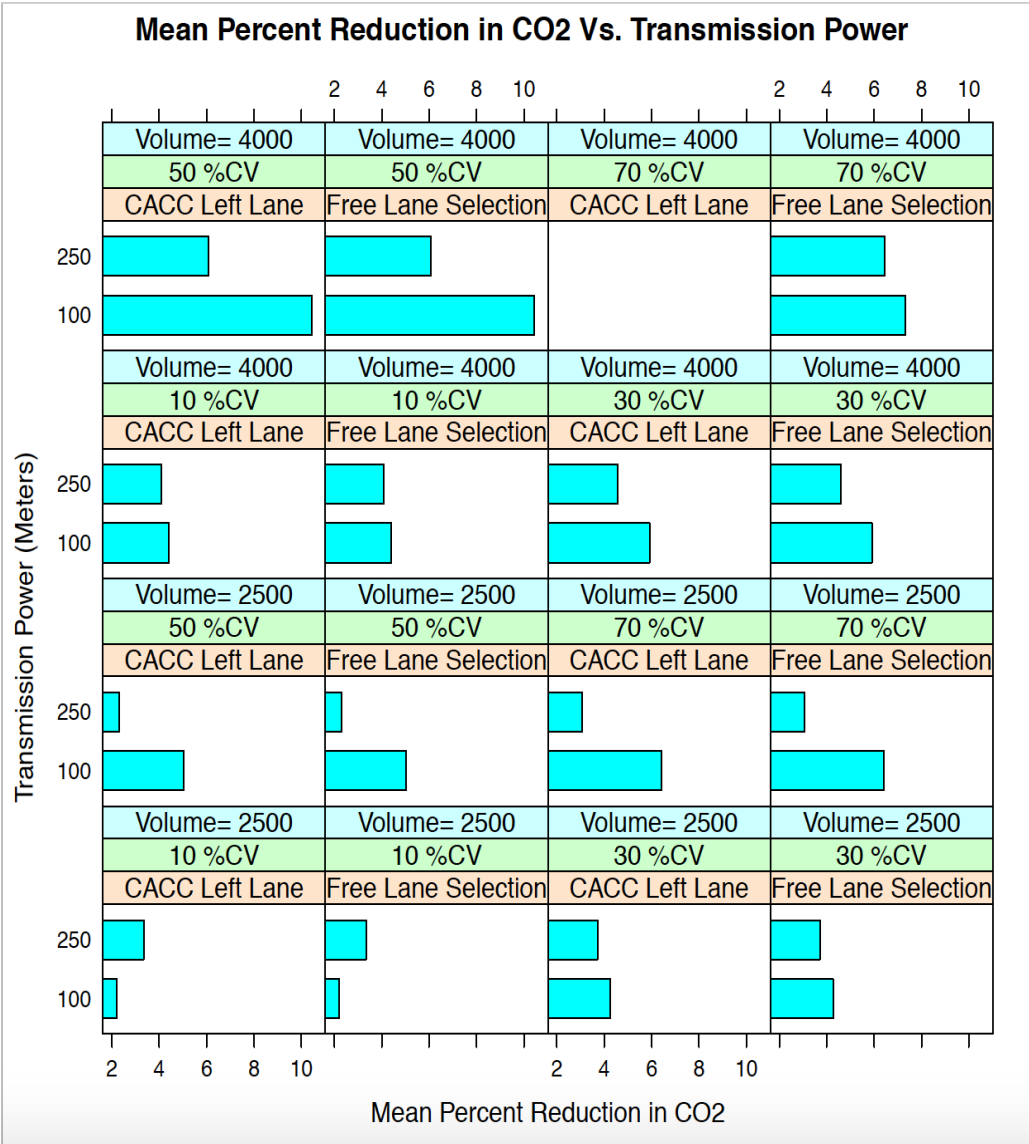 Mean Percent Reduction in CO2 Vs. Transmission Power
2 4 6 8 10 2 4 6 8 10
Volume= 4000 Volume= 4000 Volume= 4000 Volume= 4000
50 %CV 50 %CV 70 %CV 70 %CV
CACC Left Lane Free Lane Selection CACC Left Lane Free Lane Selection
250
100
Volume= 4000 Volume= 4000 Volume= 4000 Volume= 4000
10 %CV 10 %CV 30 %CV 30 %CV
CACC Left Lane Free Lane Selection CACC Left Lane Free Lane Selection
250
100
Transmission Power (Meters)
Volume= 2500 Volume= 2500 Volume= 2500 Volume= 2500
50 %CV 50 %CV 70 %CV 70 %CV
CACC Left Lane Free Lane Selection CACC Left Lane Free Lane Selection
250
100
Volume= 2500 Volume= 2500 Volume= 2500 Volume= 2500
10 %CV 10 %CV 30 %CV 30 %CV
CACC Left Lane Free Lane Selection CACC Left Lane Free Lane Selection
250
100
2 4 6 8 10 2 4 6 8 10
Mean Percent Reduction in CO2